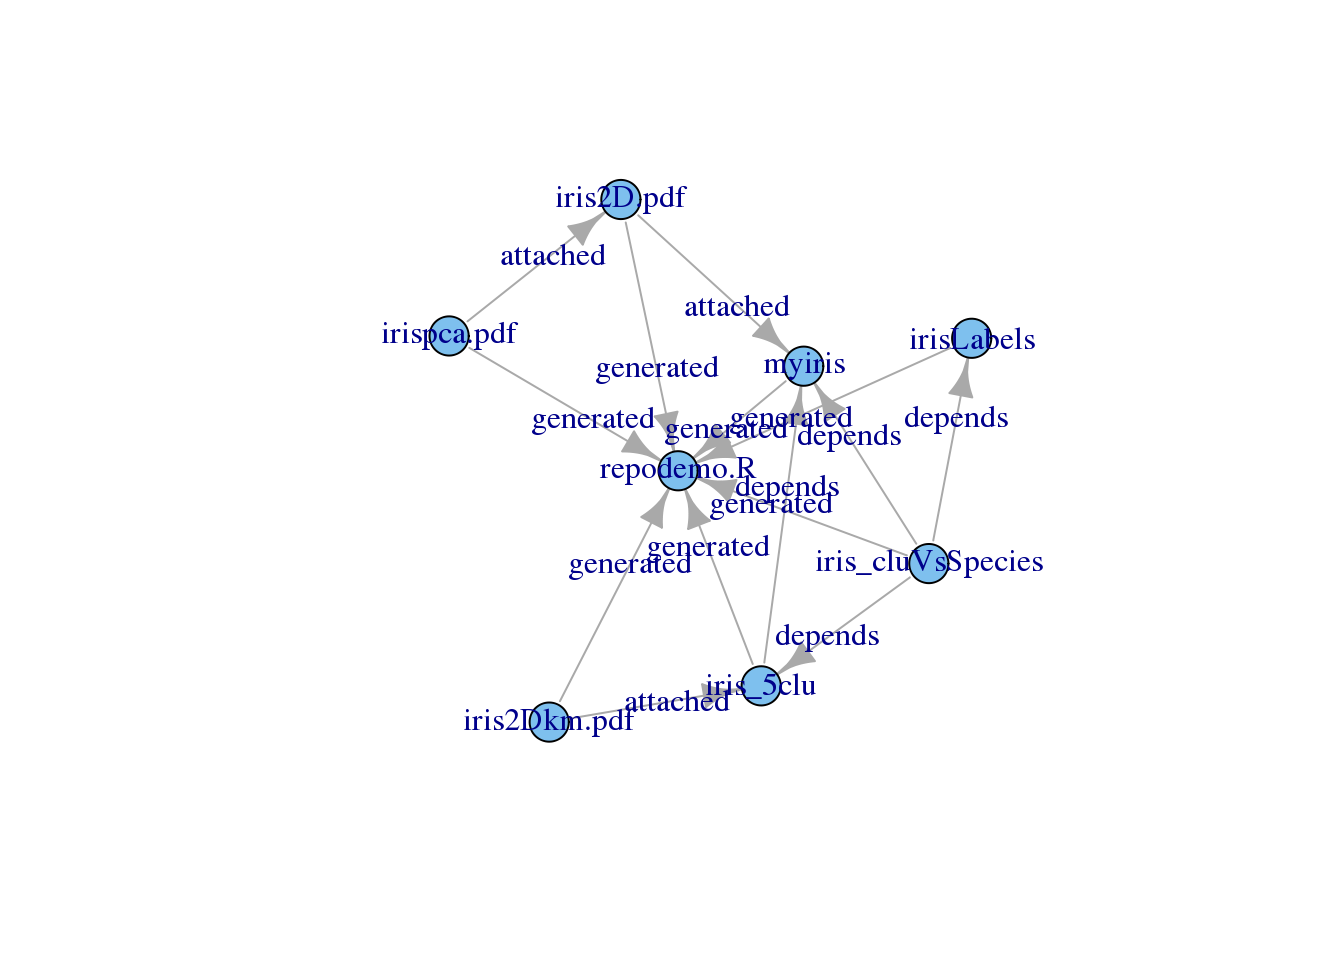 iris2D.pdf
attached
attached
irispca.pdf
irisLabels
myiris
generated
generated
generated
depends
generated
depends
repodemo.R
depends
generated
generated
generated
iris_cluVsSpecies
depends
iris_5clu
attached
iris2Dkm.pdf